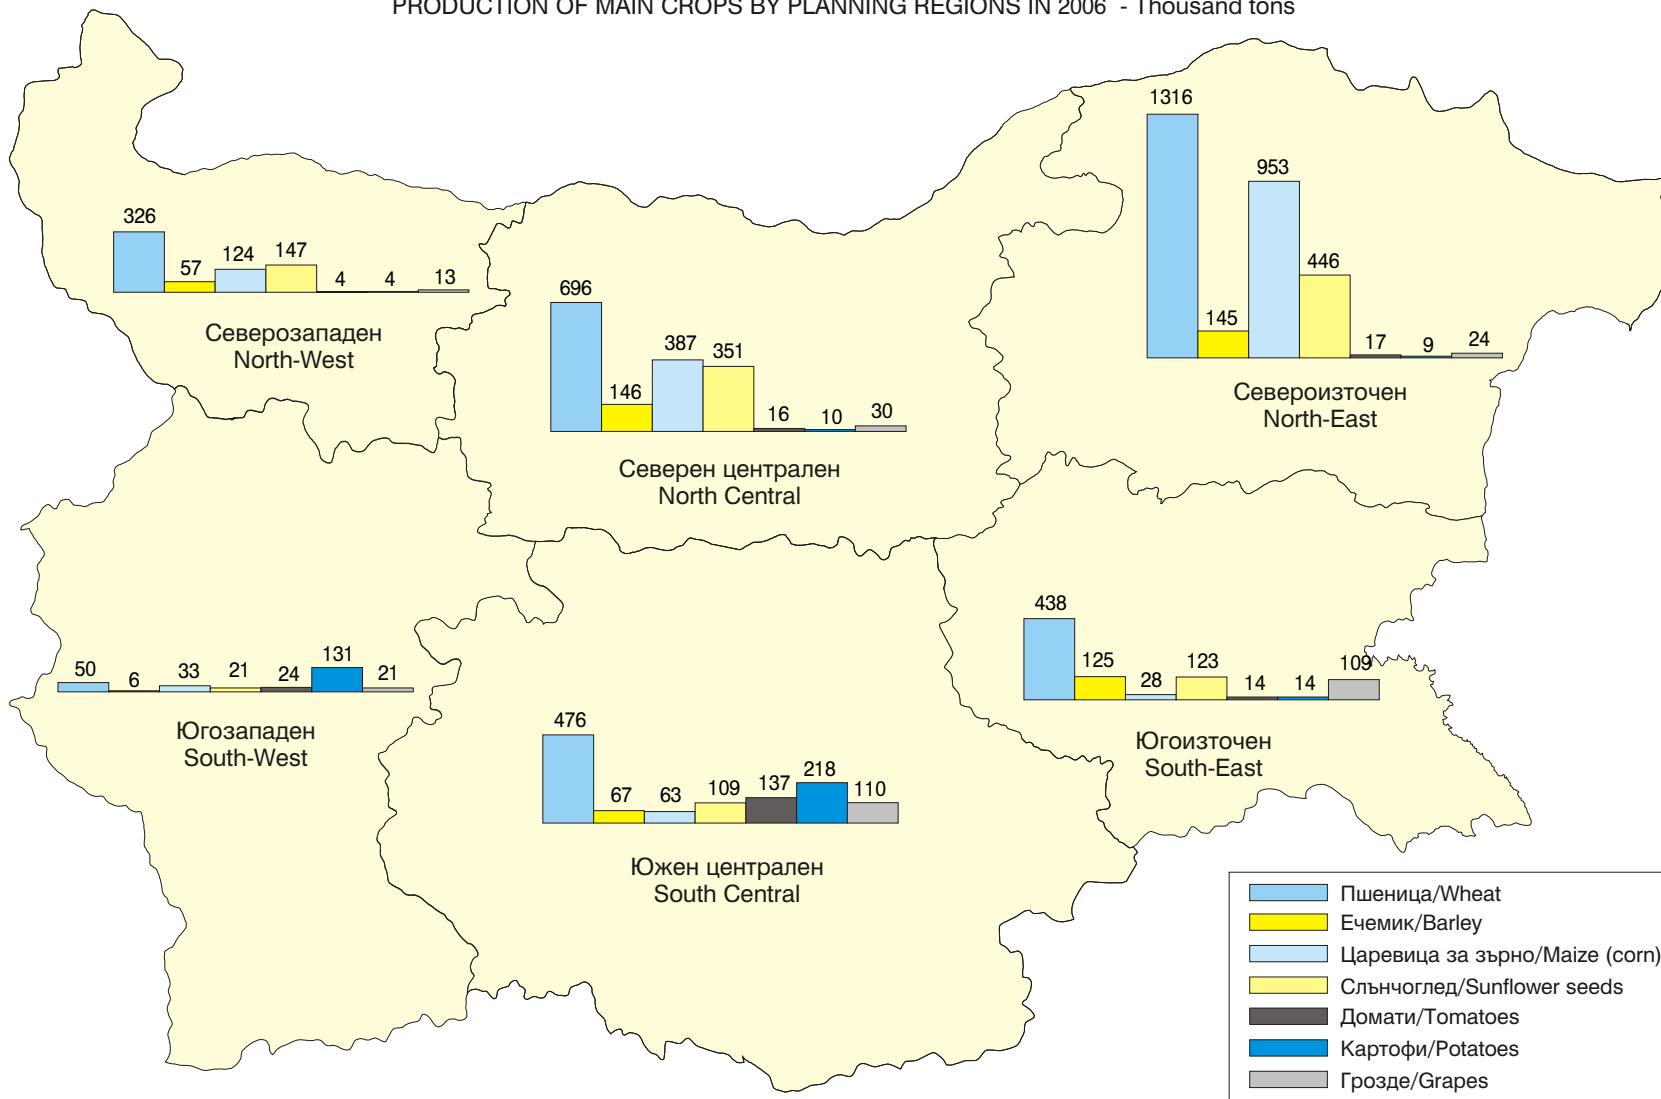 PRODUCTION OF MAIN CROPS BY PLANNING REGIONS IN 2006 - Thousand tons
1316
953
446
145
17
9
24
Североизточен
North-East
326
57
124
147
4
4
13
Северозападен
North-West
696
146
387
351
16
10
30
Северен централен
North Central
50
6
33
21
24
131
21
Югозападен
South-West
476
67
63
109
137
218
110
Южен централен
South Central
438
125
28
123
14
14
109
Югоизточен
South-East
Пшеница/Wheat
Ечемик/Barley
Царевица за зърно/Maize (corn)
Слънчоглед/Sunflower seeds
Домати/Tomatoes
Картофи/Potatoes
Грозде/Grapes